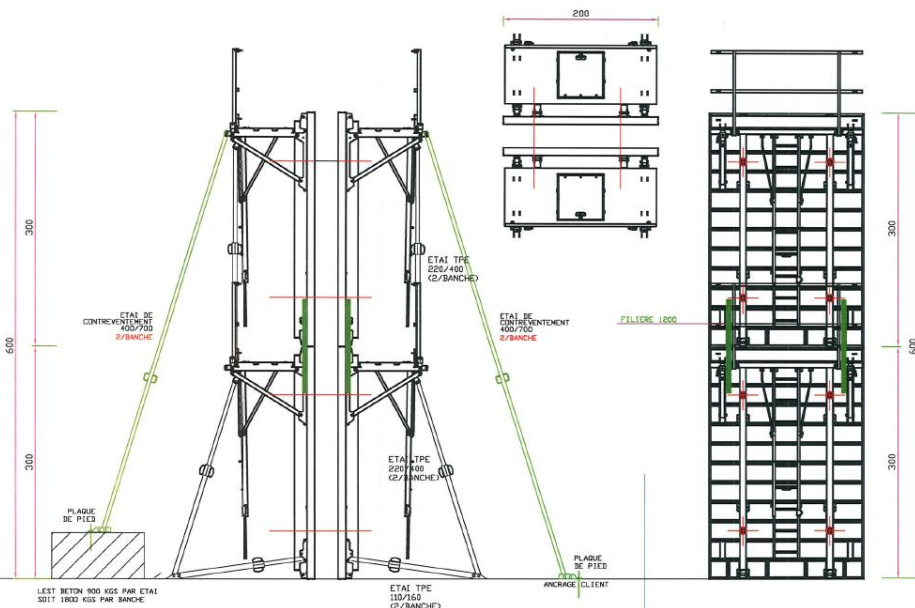 200
300
600
300
ETAI DE
CONTREVENTEMENT
400/700
2/BANCHE
ETAI TPE
220/400
(2/BANCHE)
ETAI DE
CONTREVENTEMENT
400/700
2/BANCHE
FILIERE 1200
300
600
300
ETAI TPE
220/400
(2/BANCHE)
PLAQUE
DE PIED
PLAQUE
DE PIED
ANCRAGE CLIENT
LEST BETON 900 KGS PAR ETAI
SOIT 1800 KGS PAR BANCHE
ETAI TPE
110/160
(2/BANCHE)